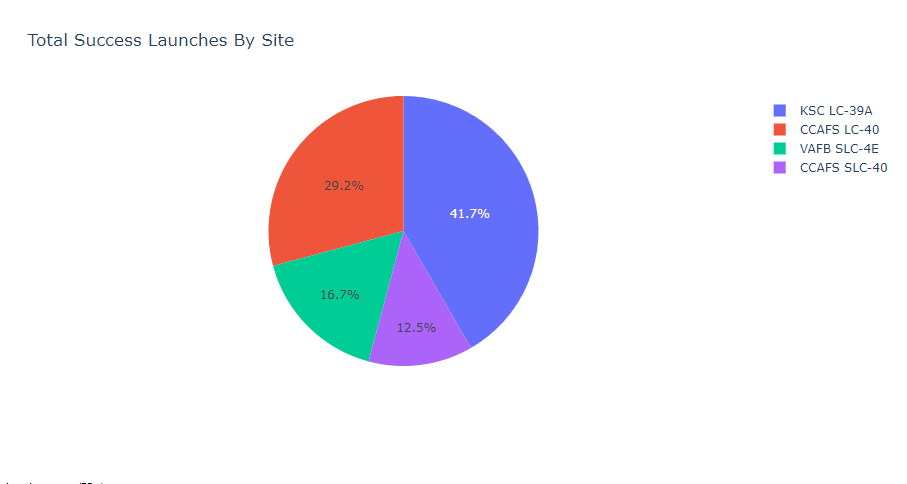 Total Success Launches By Site
KSC LC-39A
CCAFS LC-40
VAFB SLC-4E
CCAFS SLC-40
29.2%
41.7%
16.7%
12.5%